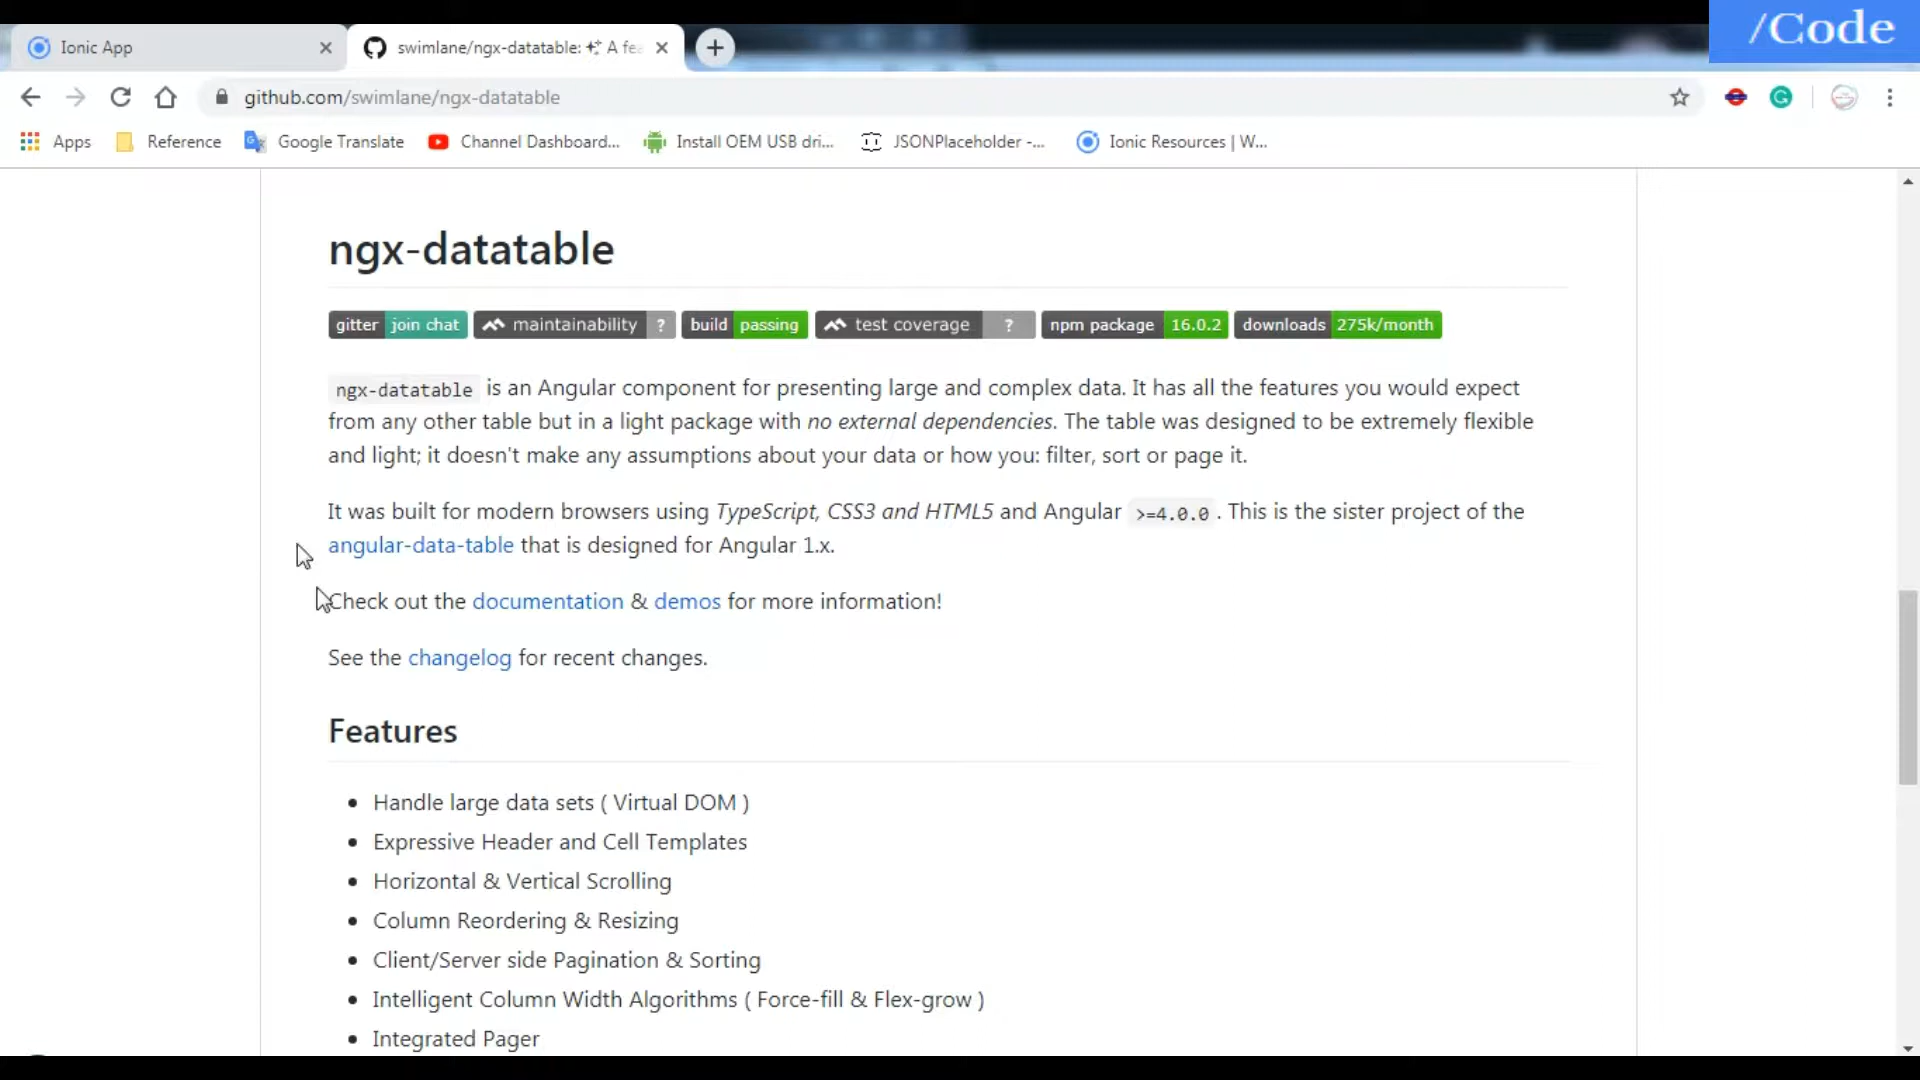 /Code
Ionic App
swimlane/ngx-datatable: ✨ A fea
github.com/swimlane/ngx-datatable
Apps Reference Google Translate Channel Dashboard... Install OEM USB dri... JSONPlaceholder -... Ionic Resources | W...
ngx-datatable
gitter join chat maintainability ? build passing test coverage ? npm package 16.0.2 downloads 275k/month
ngx-datatable is an Angular component for presenting large and complex data. It has all the features you would expect
from any other table but in a light package with no external dependencies. The table was designed to be extremely flexible
and light; it doesn't make any assumptions about your data or how you: filter, sort or page it.
It was built for modern browsers using TypeScript, CSS3 and HTML5 and Angular >=4.0.0. This is the sister project of the
angular-data-table that is designed for Angular 1.x.
Check out the documentation & demos for more information!
See the changelog for recent changes.
Features
• Handle large data sets ( Virtual DOM )
• Expressive Header and Cell Templates
• Horizontal & Vertical Scrolling
• Column Reordering & Resizing
• Client/Server side Pagination & Sorting
• Intelligent Column Width Algorithms ( Force-fill & Flex-grow )
• Integrated Pager